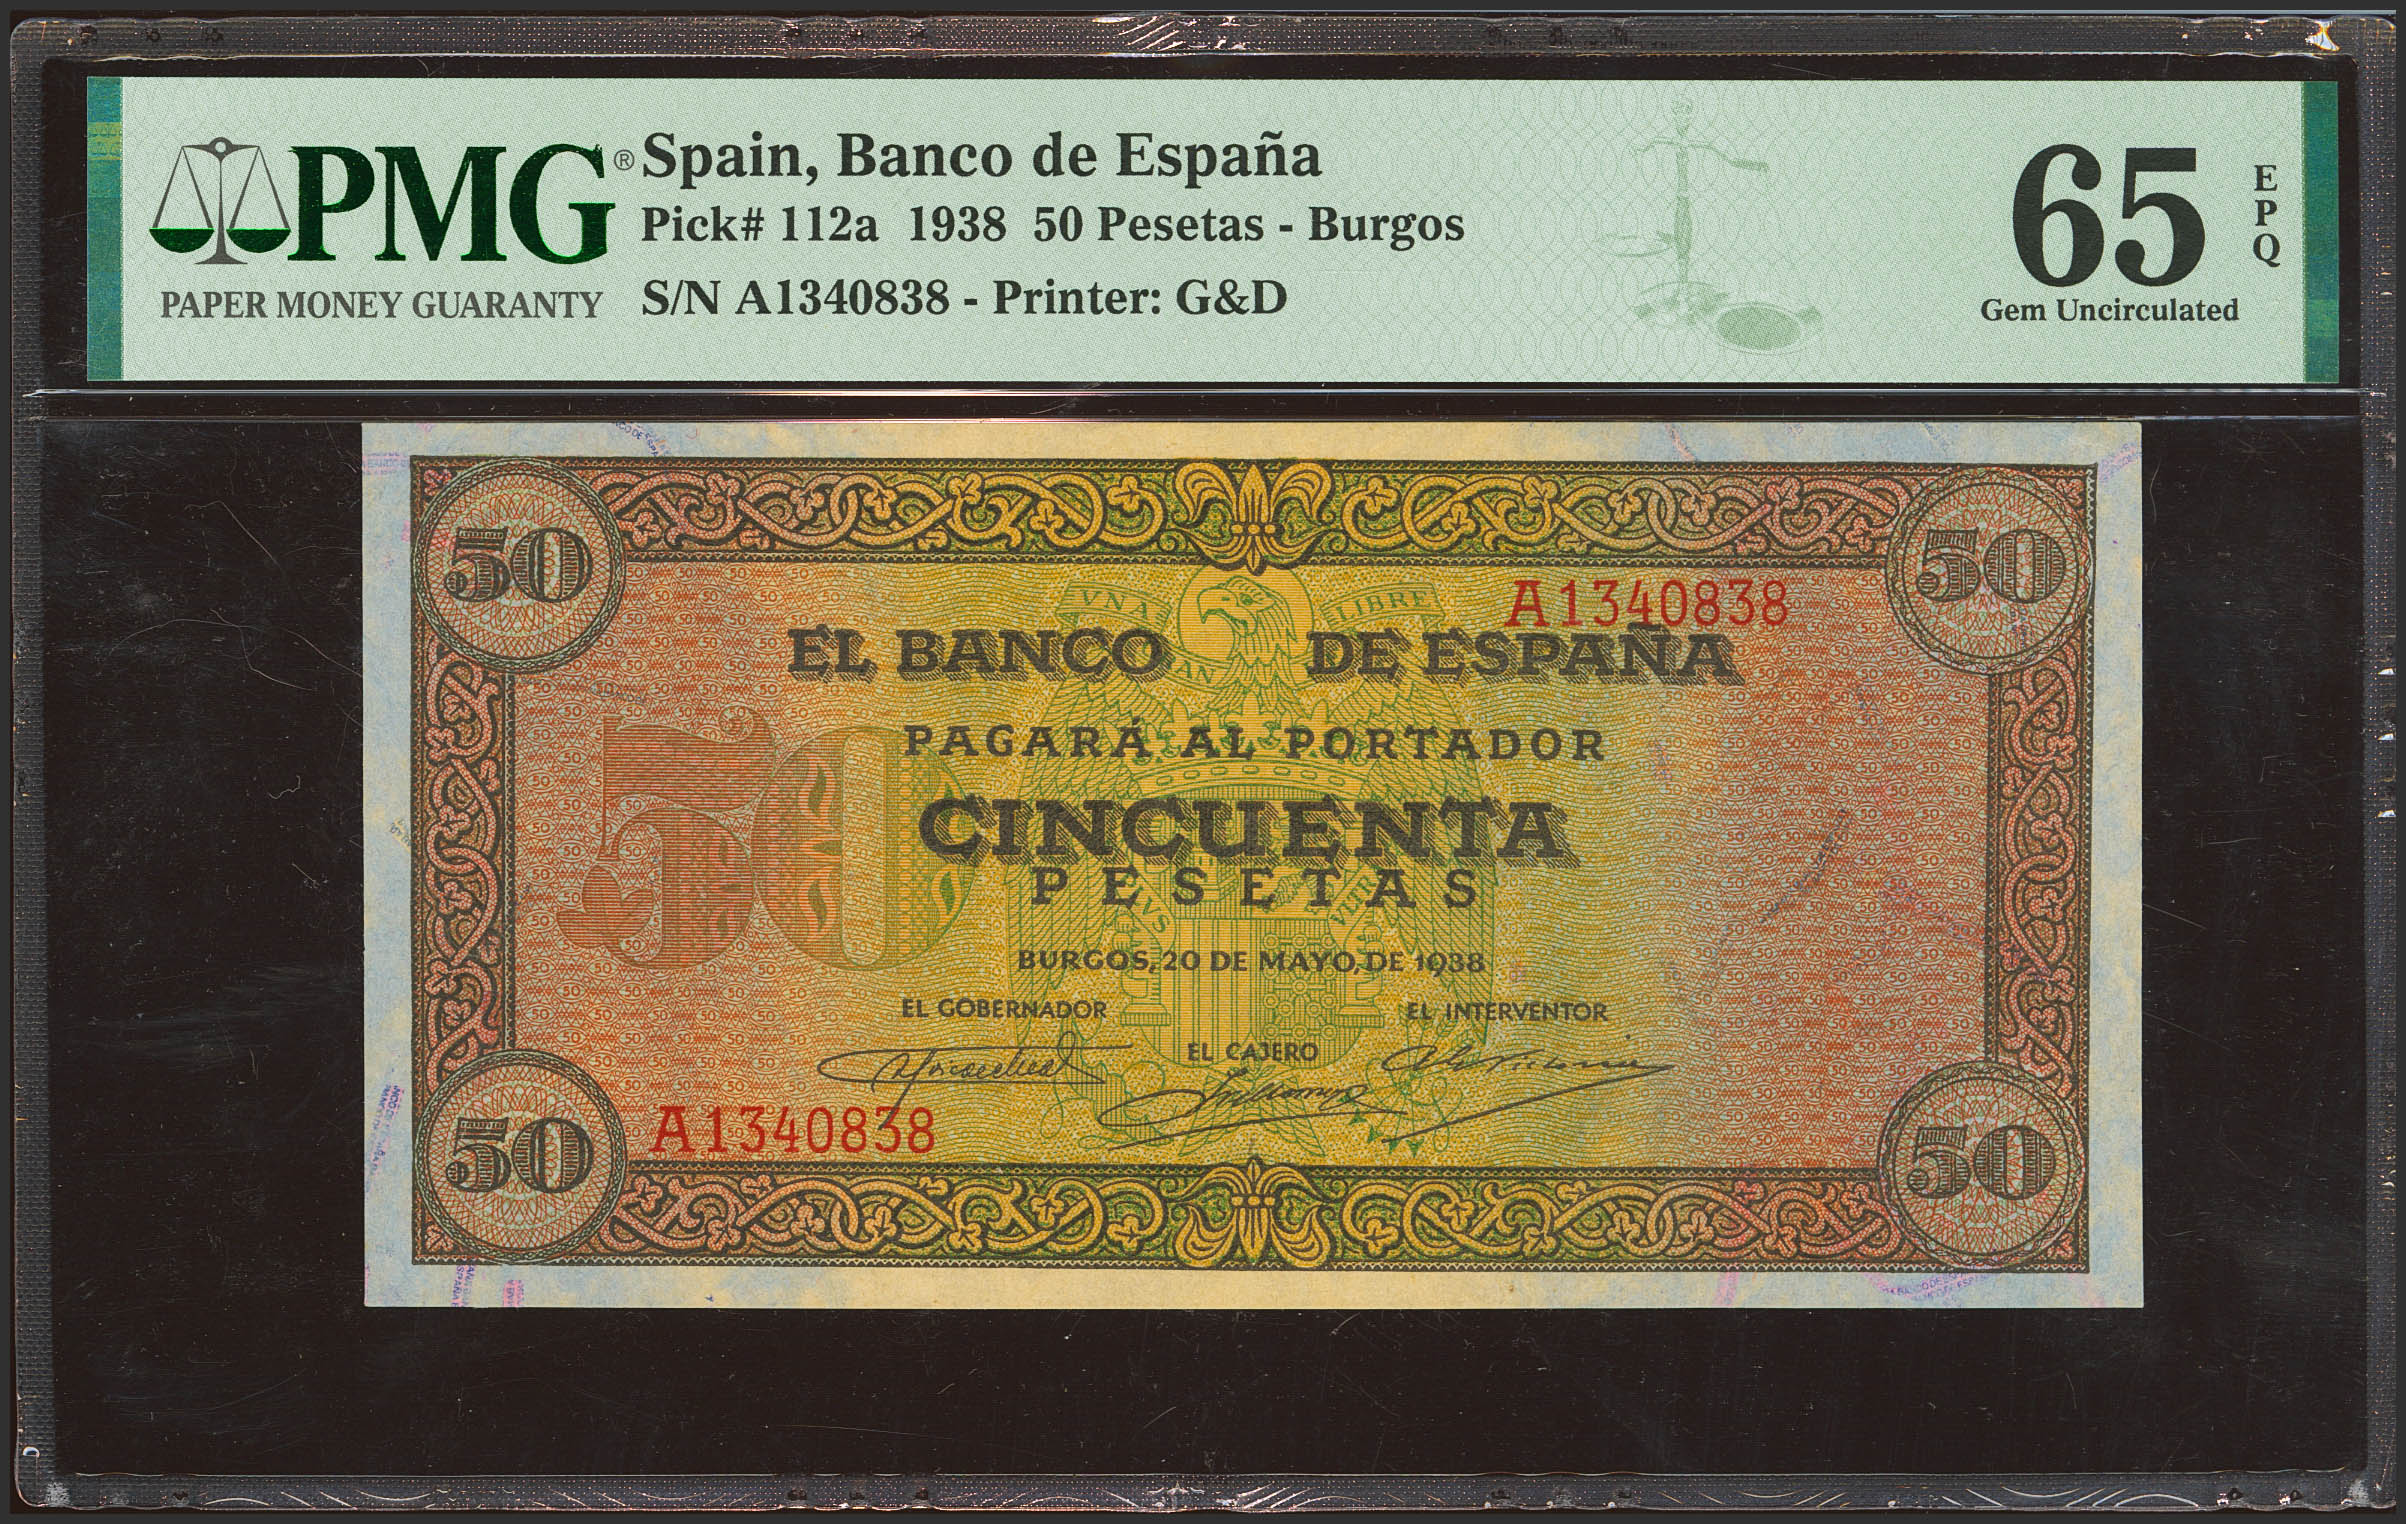 PMG®
PAPER MONEY GUARANTY
Spain, Banco de España
Pick# 112a 1938 50 Pesetas - Burgos
S/N A1340838 - Printer: G&D
65
EPQ
Gem Uncirculated
50
50
VNA
LIBRE
A1340838
EL BANCO DE ESPAÑA
PAGARÁ AL PORTADOR
50
CINCUENTA
PESETAS
BURGOS, 20 DE MAYO, DE 1938
EL GOBERNADOR
EL INTERVENTOR
EL CAJERO
A1340838
50
50